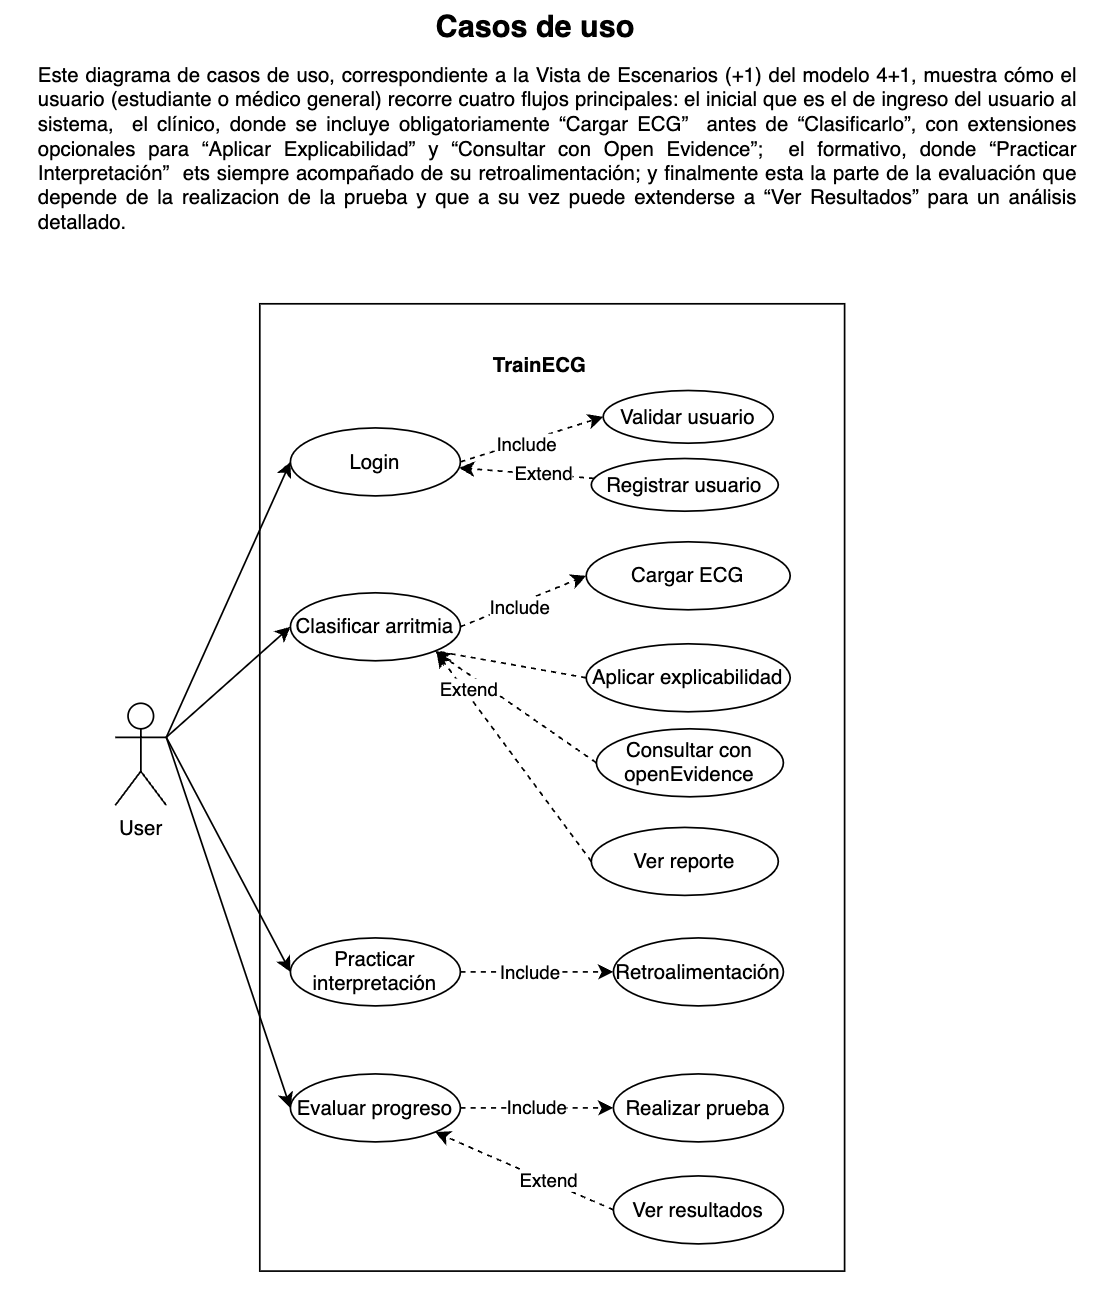 Casos de uso
Este diagrama de casos de uso, correspondiente a la Vista de Escenarios (+1) del modelo 4+1, muestra cómo el
usuario (estudiante o médico general) recorre cuatro flujos principales: el inicial que es el de ingreso del usuario al
sistema, el clínico, donde se incluye obligatoriamente “Cargar ECG” antes de “Clasificarlo”, con extensiones
opcionales para “Aplicar Explicabilidad” y “Consultar con Open Evidence”; el formativo, donde “Practicar
Interpretación” ets siempre acompañado de su retroalimentación; y finalmente esta la parte de la evaluación que
depende de la realizacion de la prueba y que a su vez puede extenderse a “Ver Resultados” para un análisis
detallado.
TrainECG
Validar usuario
Include
Login
Extend
Registrar usuario
Cargar ECG
Include
Clasificar arritmia
Aplicar explicabilidad
Extend
Consultar con
openEvidence
User
Ver reporte
Practicar
interpretación
Include
Retroalimentación
Evaluar progreso
Include
Realizar prueba
Extend
Ver resultados